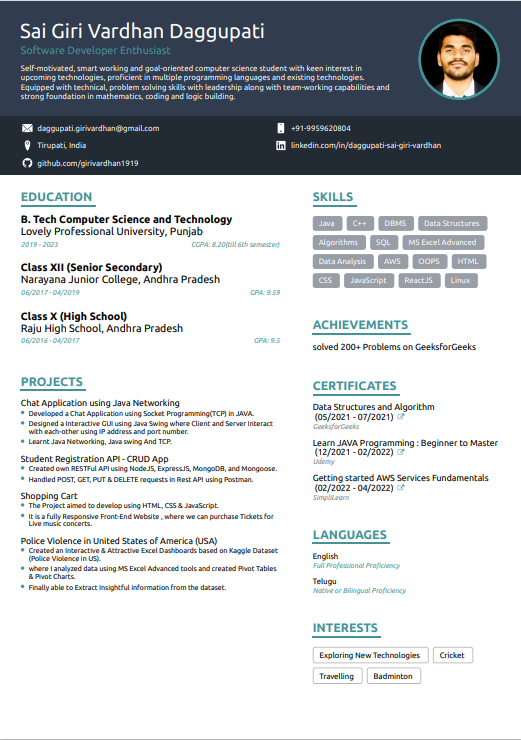 Sai Giri Vardhan Daggupati
Software Developer Enthusiast
Self-motivated, smart working and goal-oriented computer science student with keen interest in
upcoming technologies, proficient in multiple programming languages and existing technologies.
Equipped with technical, problem solving skills with leadership along with team-working capabilities and
strong foundation in mathematics, coding and logic building.
daggupati.girivardhan@gmail.com
+91-9959620804
Tirupati, India
linkedin.com/in/daggupati-sai-giri-vardhan
github.com/girivardhan1919
EDUCATION
B. Tech Computer Science and Technology
Lovely Professional University, Punjab
2019 - 2023 CGPA: 8.20(till 6th semester)
Class XII (Senior Secondary)
Narayana Junior College, Andhra Pradesh
06/2017 - 04/2019 GPA: 9.59
Class X (High School)
Raju High School, Andhra Pradesh
06/2016 - 04/2017 GPA: 9.5
PROJECTS
Chat Application using Java Networking
Developed a Chat Application using Socket Programming(TCP) in JAVA.
Designed a Interactive GUI using Java Swing where Client and Server Interact
with each-other using IP address and port number.
Learnt Java Networking, Java swing And TCP.
Student Registration API - CRUD App
Created own RESTFul API using NodeJS, ExpressJS, MongoDB, and Mongoose.
Handled POST, GET, PUT & DELETE requests in Rest API using Postman.
Shopping Cart
The Project aimed to develop using HTML, CSS & JavaScript.
It is a fully Responsive Front-End Website , where we can purchase Tickets for
Live music concerts.
Police Violence in United States of America (USA)
Created an Interactive & Attractive Excel Dashboards based on Kaggle Dataset
(Police Violence in US).
where I analyzed data using MS Excel Advanced tools and created Pivot Tables
& Pivot Charts.
Finally able to Extract Insightful information from the dataset.
SKILLS
Java C++ DBMS Data Structures
Algorithms SQL MS Excel Advanced
Data Analysis AWS OOPS HTML
CSS JavaScript ReactJS Linux
ACHIEVEMENTS
solved 200+ Problems on GeeksforGeeks
CERTIFICATES
Data Structures and Algorithm
(05/2021 - 07/2021)
GeeksforGeeks
Learn JAVA Programming : Beginner to Master
(12/2021 - 02/2022)
Udemy
Getting started AWS Services Fundamentals
(02/2022 - 04/2022)
SimpliLearn
LANGUAGES
English
Full Professional Proficiency
Telugu
Native or Bilingual Proficiency
INTERESTS
Exploring New Technologies Cricket
Travelling Badminton